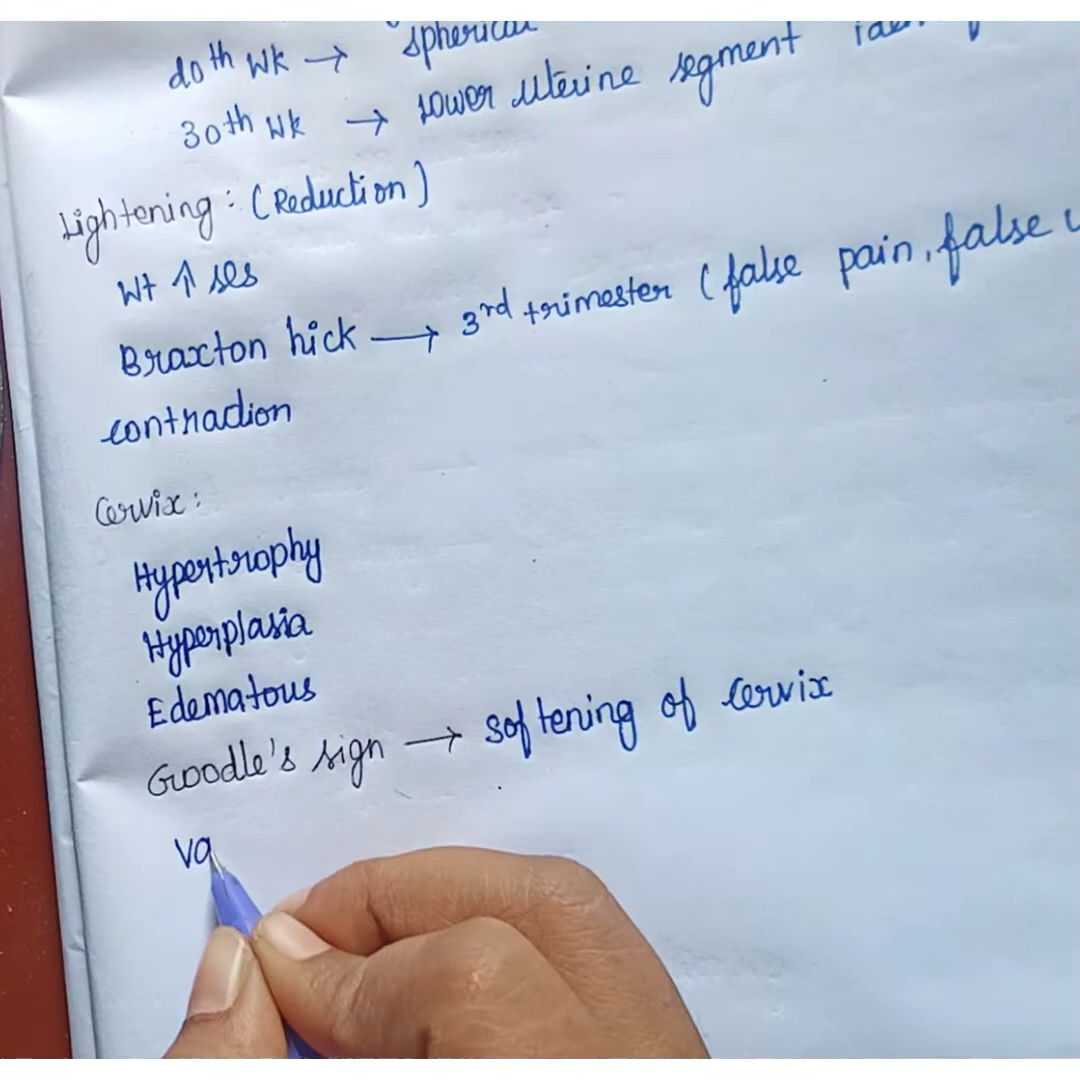 20th Wk → spherical
30th Wk → Lower uterine segment
Lightening: (Reduction)
Wt ↑ses
Braxton hick → 3rd trimester (false pain, false
contraction
Cervix:
Hypertrophy
Hyperplasia
Edematous
Goodle's sign → softening of cervix
va